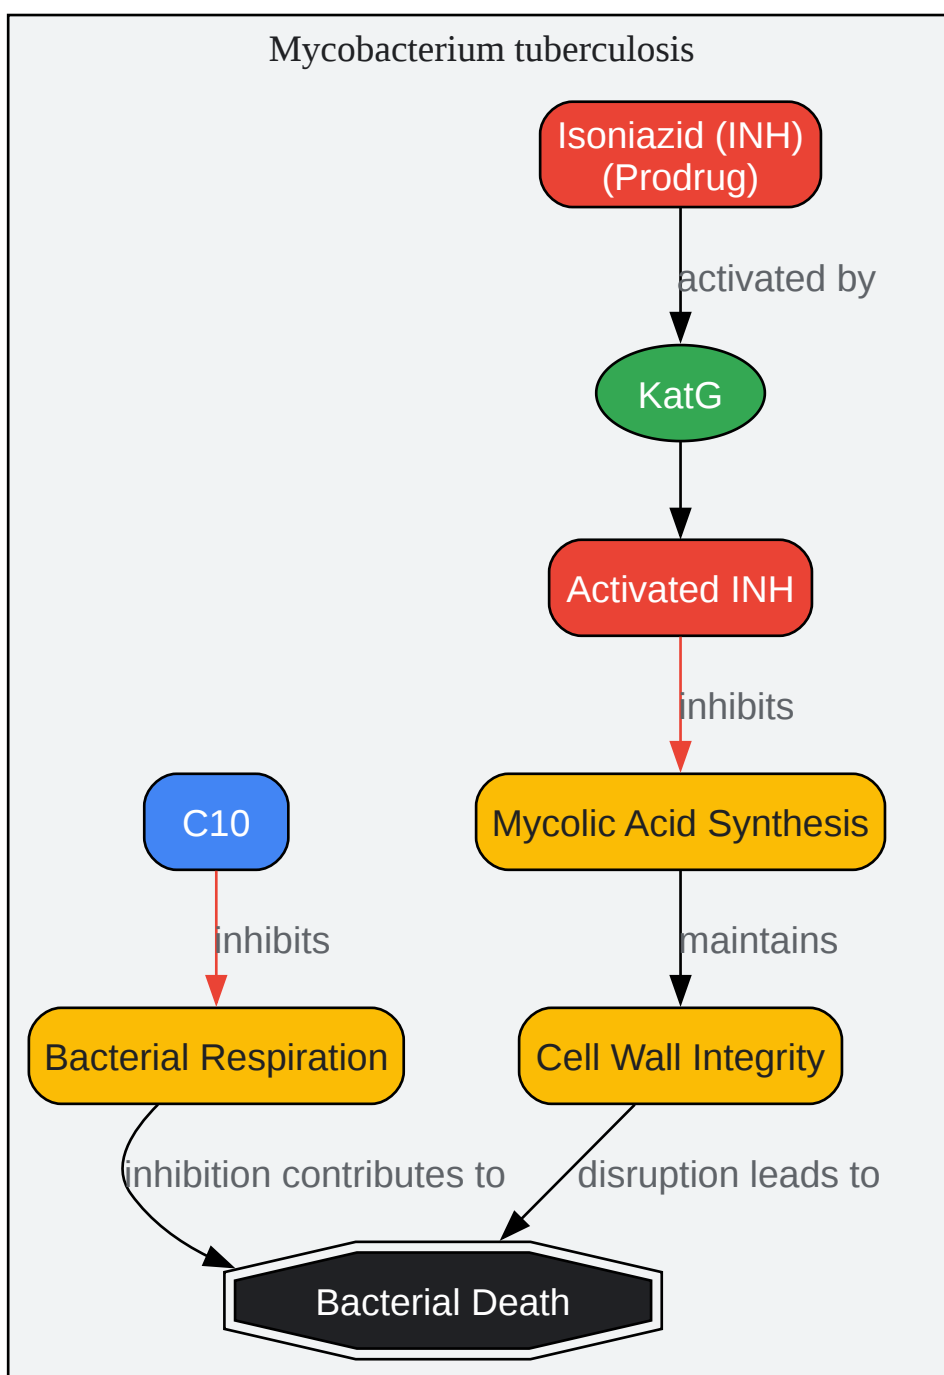 Mycobacterium tuberculosis
Isoniazid (INH)
(Prodrug)
activated by
KatG
Activated INH
inhibits
C10
Mycolic Acid Synthesis
inhibits
maintains
Bacterial Respiration
Cell Wall Integrity
inhibition contributes to
disruption leads to
Bacterial Death